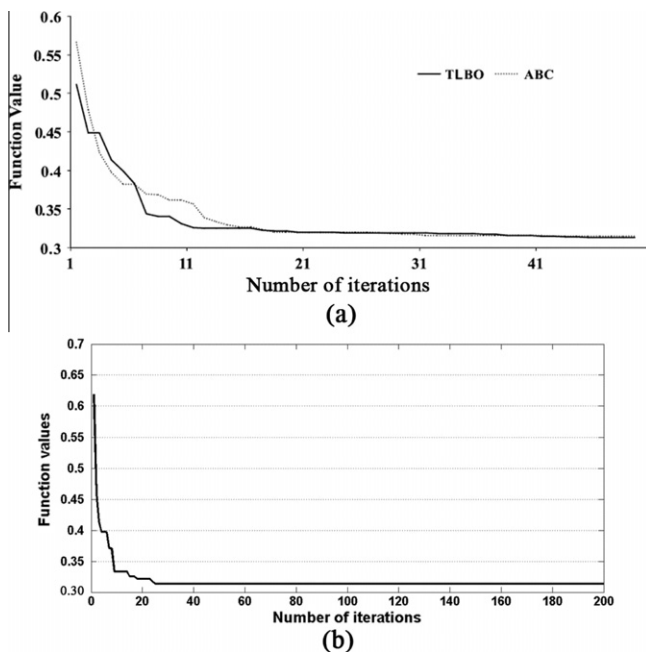 0.6
0.55
0.5
0.45
0.4
0.35
0.3
Function Value
TLBO ABC
1 11 21 31 41
Number of iterations
(a)
0.7
0.65
0.6
0.55
0.5
0.45
0.4
0.35
0.30
Function values
0 20 40 60 80 100 120 140 160 180 200
Number of iterations
(b)